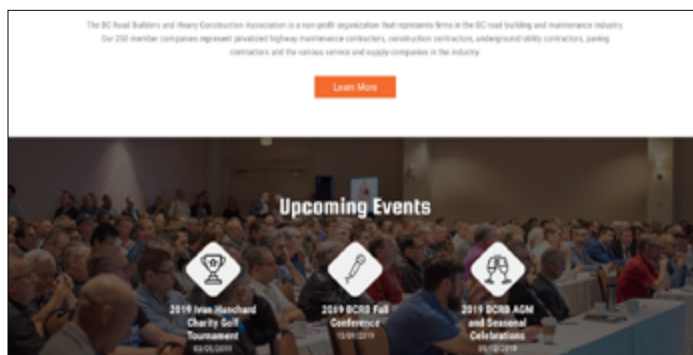 The BC Road Builders and Heavy Construction Association is a non-profit organization that represents firms in the BC road building and maintenance industry.
Our 250 member companies represent privatized highway maintenance contractors, construction contractors, underground/utility contractors, paving
contractors and the various service and supply companies in the industry.
Learn More
Upcoming Events
2019 Ivan
Charity Golf
Tournament
2019 BCRB Fall
Conference
2019 BCRB AGM
and Seasonal
Celebrations